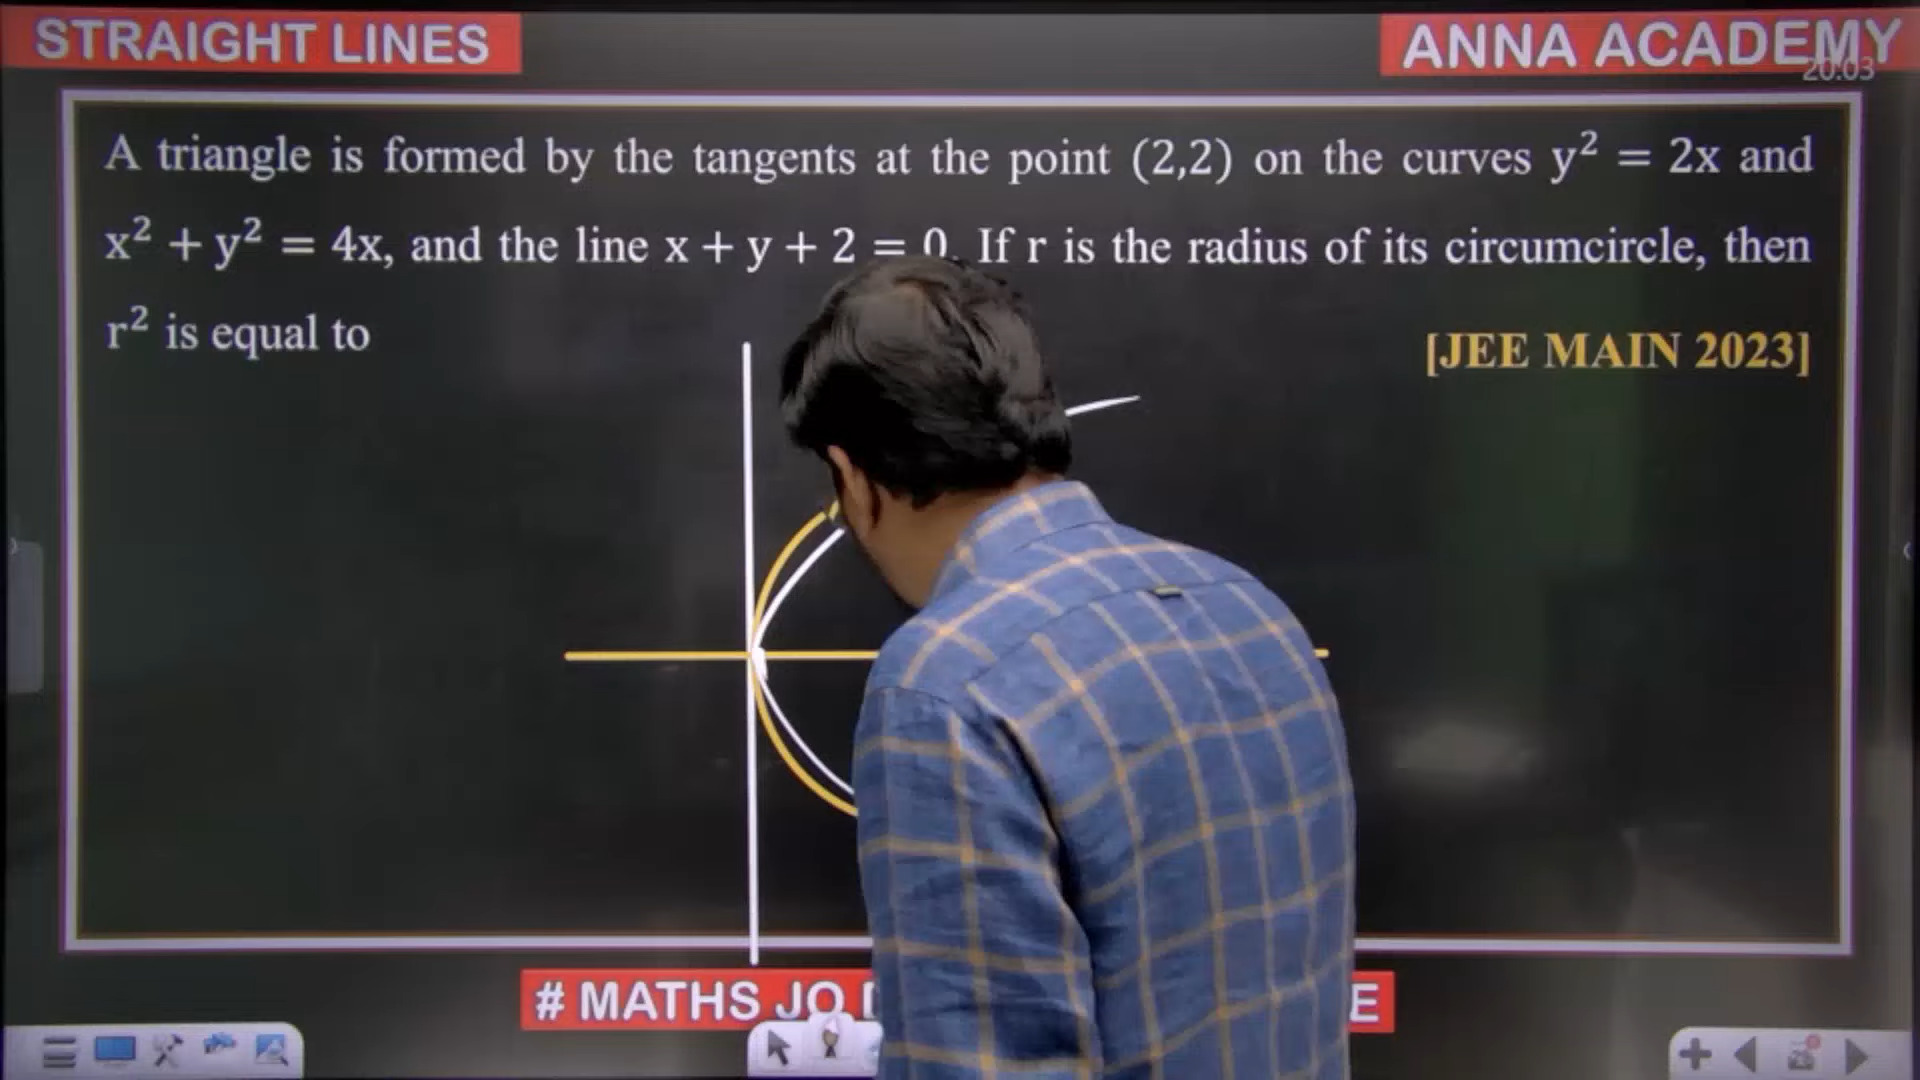 STRAIGHT LINES
ANNA ACADEMY
20:03
A triangle is formed by the tangents at the point (2,2) on the curves y² = 2x and
x² + y² = 4x, and the line x + y + 2 = 0. If r is the radius of its circumcircle, then
r² is equal to
[JEE MAIN 2023]
# MATHS JO
E